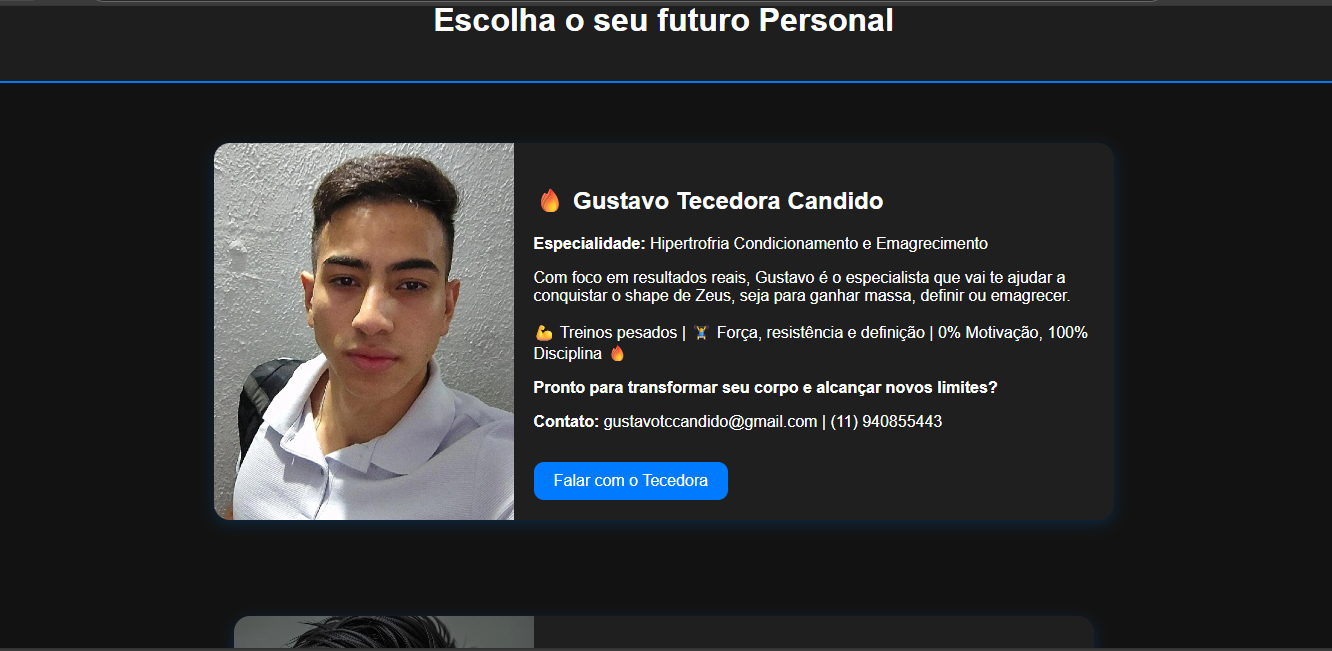 Escolha o seu futuro Personal
🔥 Gustavo Tecedora Candido
Especialidade: Hipertrofria Condicionamento e Emagrecimento
Com foco em resultados reais, Gustavo é o especialista que vai te ajudar a
conquistar o shape de Zeus, seja para ganhar massa, definir ou emagrecer.
💪 Treinos pesados | 🏋 Força, resistência e definição | 0% Motivação, 100%
Disciplina 🔥
Pronto para transformar seu corpo e alcançar novos limites?
Contato: gustavotccandido@gmail.com | (11) 940855443
Falar com o Tecedora